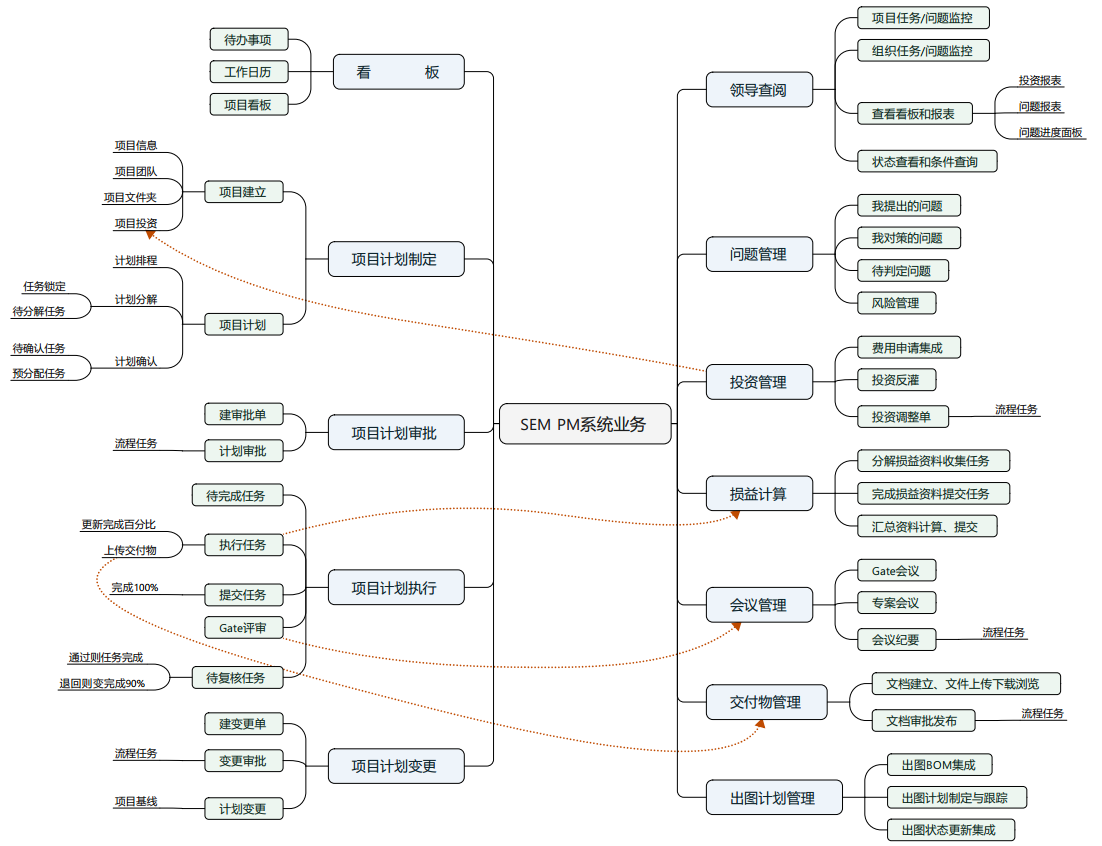 SEM PM系统业务
看 板
待办事项
工作日历
项目看板
项目计划制定
项目建立
项目信息
项目团队
项目文件夹
项目投资
项目计划
计划排程
计划分解
任务锁定
待分解任务
计划确认
待确认任务
预分配任务
项目计划审批
建审批单
计划审批
流程任务
项目计划执行
待完成任务
执行任务
更新完成百分比
上传交付物
提交任务
完成100%
Gate评审
待复核任务
通过则任务完成
退回则变完成90%
项目计划变更
建变更单
变更审批
流程任务
计划变更
项目基线
领导查阅
项目任务/问题监控
组织任务/问题监控
查看看板和报表
投资报表
问题报表
问题进度面板
状态查看和条件查询
问题管理
我提出的问题
我对策的问题
待判定问题
风险管理
投资管理
费用申请集成
投资反灌
投资调整单
流程任务
损益计算
分解损益资料收集任务
完成损益资料提交任务
汇总资料计算、提交
会议管理
Gate会议
专案会议
会议纪要
流程任务
交付物管理
文档建立、文件上传下载浏览
文档审批发布
流程任务
出图计划管理
出图BOM集成
出图计划制定与跟踪
出图状态更新集成